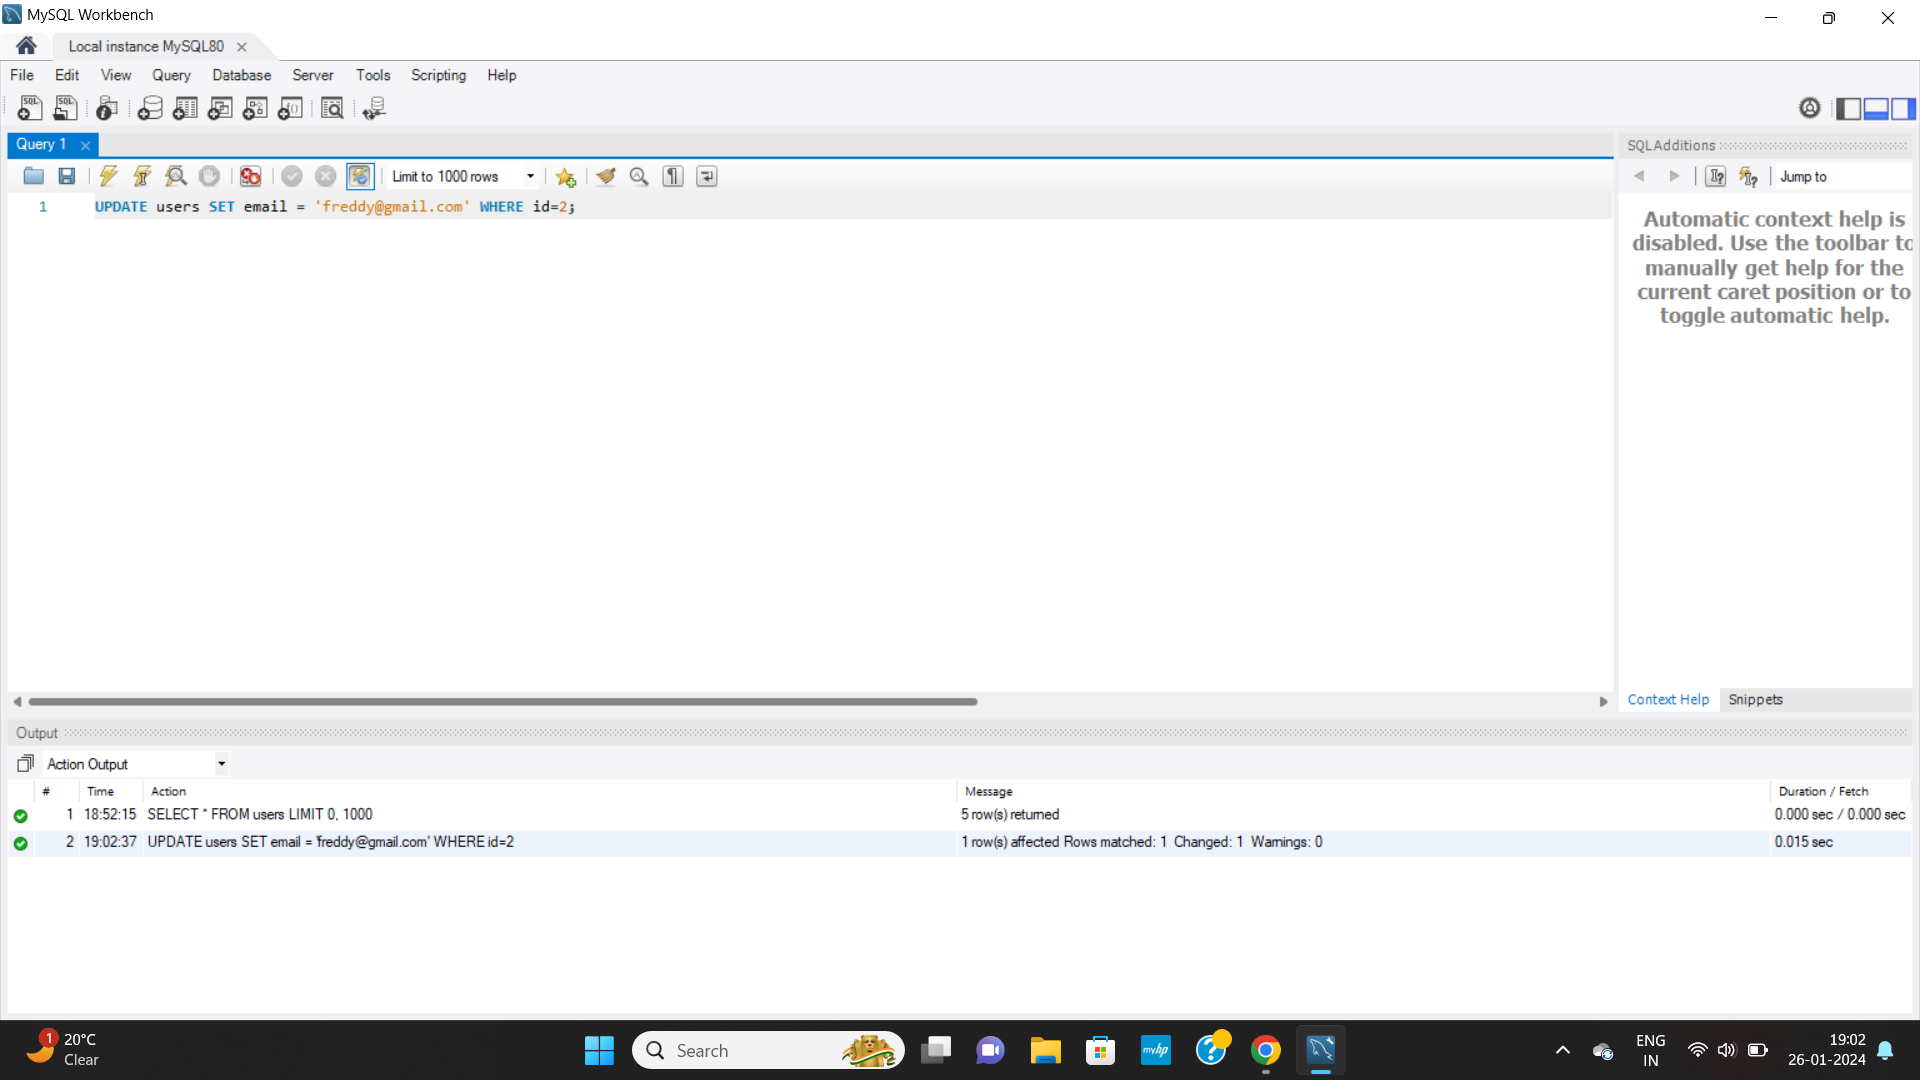 MySQL Workbench
Local instance MySQL80
File Edit View Query Database Server Tools Scripting Help
Query 1
SQLAdditions
Limit to 1000 rows
Jump to
1 UPDATE users SET email = 'freddy@gmail.com' WHERE id=2;
Automatic context help is
disabled. Use the toolbar to
manually get help for the
current caret position or to
toggle automatic help.
Context Help Snippets
Output
Action Output
# Time Action Message Duration / Fetch
1 18:52:15 SELECT * FROM users LIMIT 0, 1000 5 row(s) returned 0.000 sec / 0.000 sec
2 19:02:37 UPDATE users SET email = 'freddy@gmail.com' WHERE id=2 1 row(s) affected Rows matched: 1 Changed: 1 Warnings: 0 0.015 sec
1 20°C
Clear
Search
myhp
ENG
IN
19:02
26-01-2024